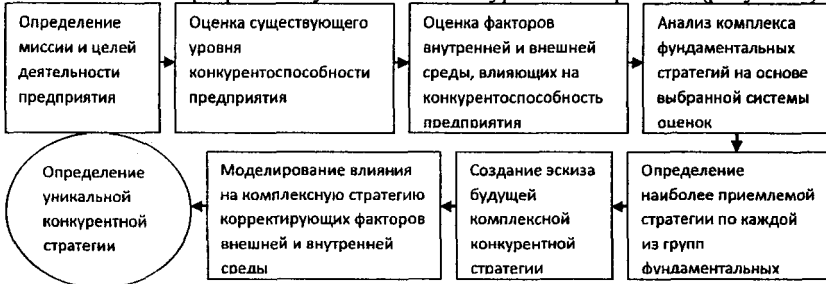 Определение
миссии и целей
деятельности
предприятия
Оценка существующего
уровня
конкурентоспособности
предприятия
Оценка факторов
внутренней и внешней
среды, влияющих на
конкурентоспособность
предприятия
Анализ комплекса
фундаментальных
стратегий на основе
выбранной системы
оценок
Определение
наиболее приемлемой
стратегии по каждой
из групп
фундаментальных
Создание эскиза
будущей
комплексной
конкурентной
стратегии
Моделирование влияния
на комплексную стратегию
корректирующих факторов
внешней и внутренней
среды
Определение
уникальной
конкурентной
стратегии